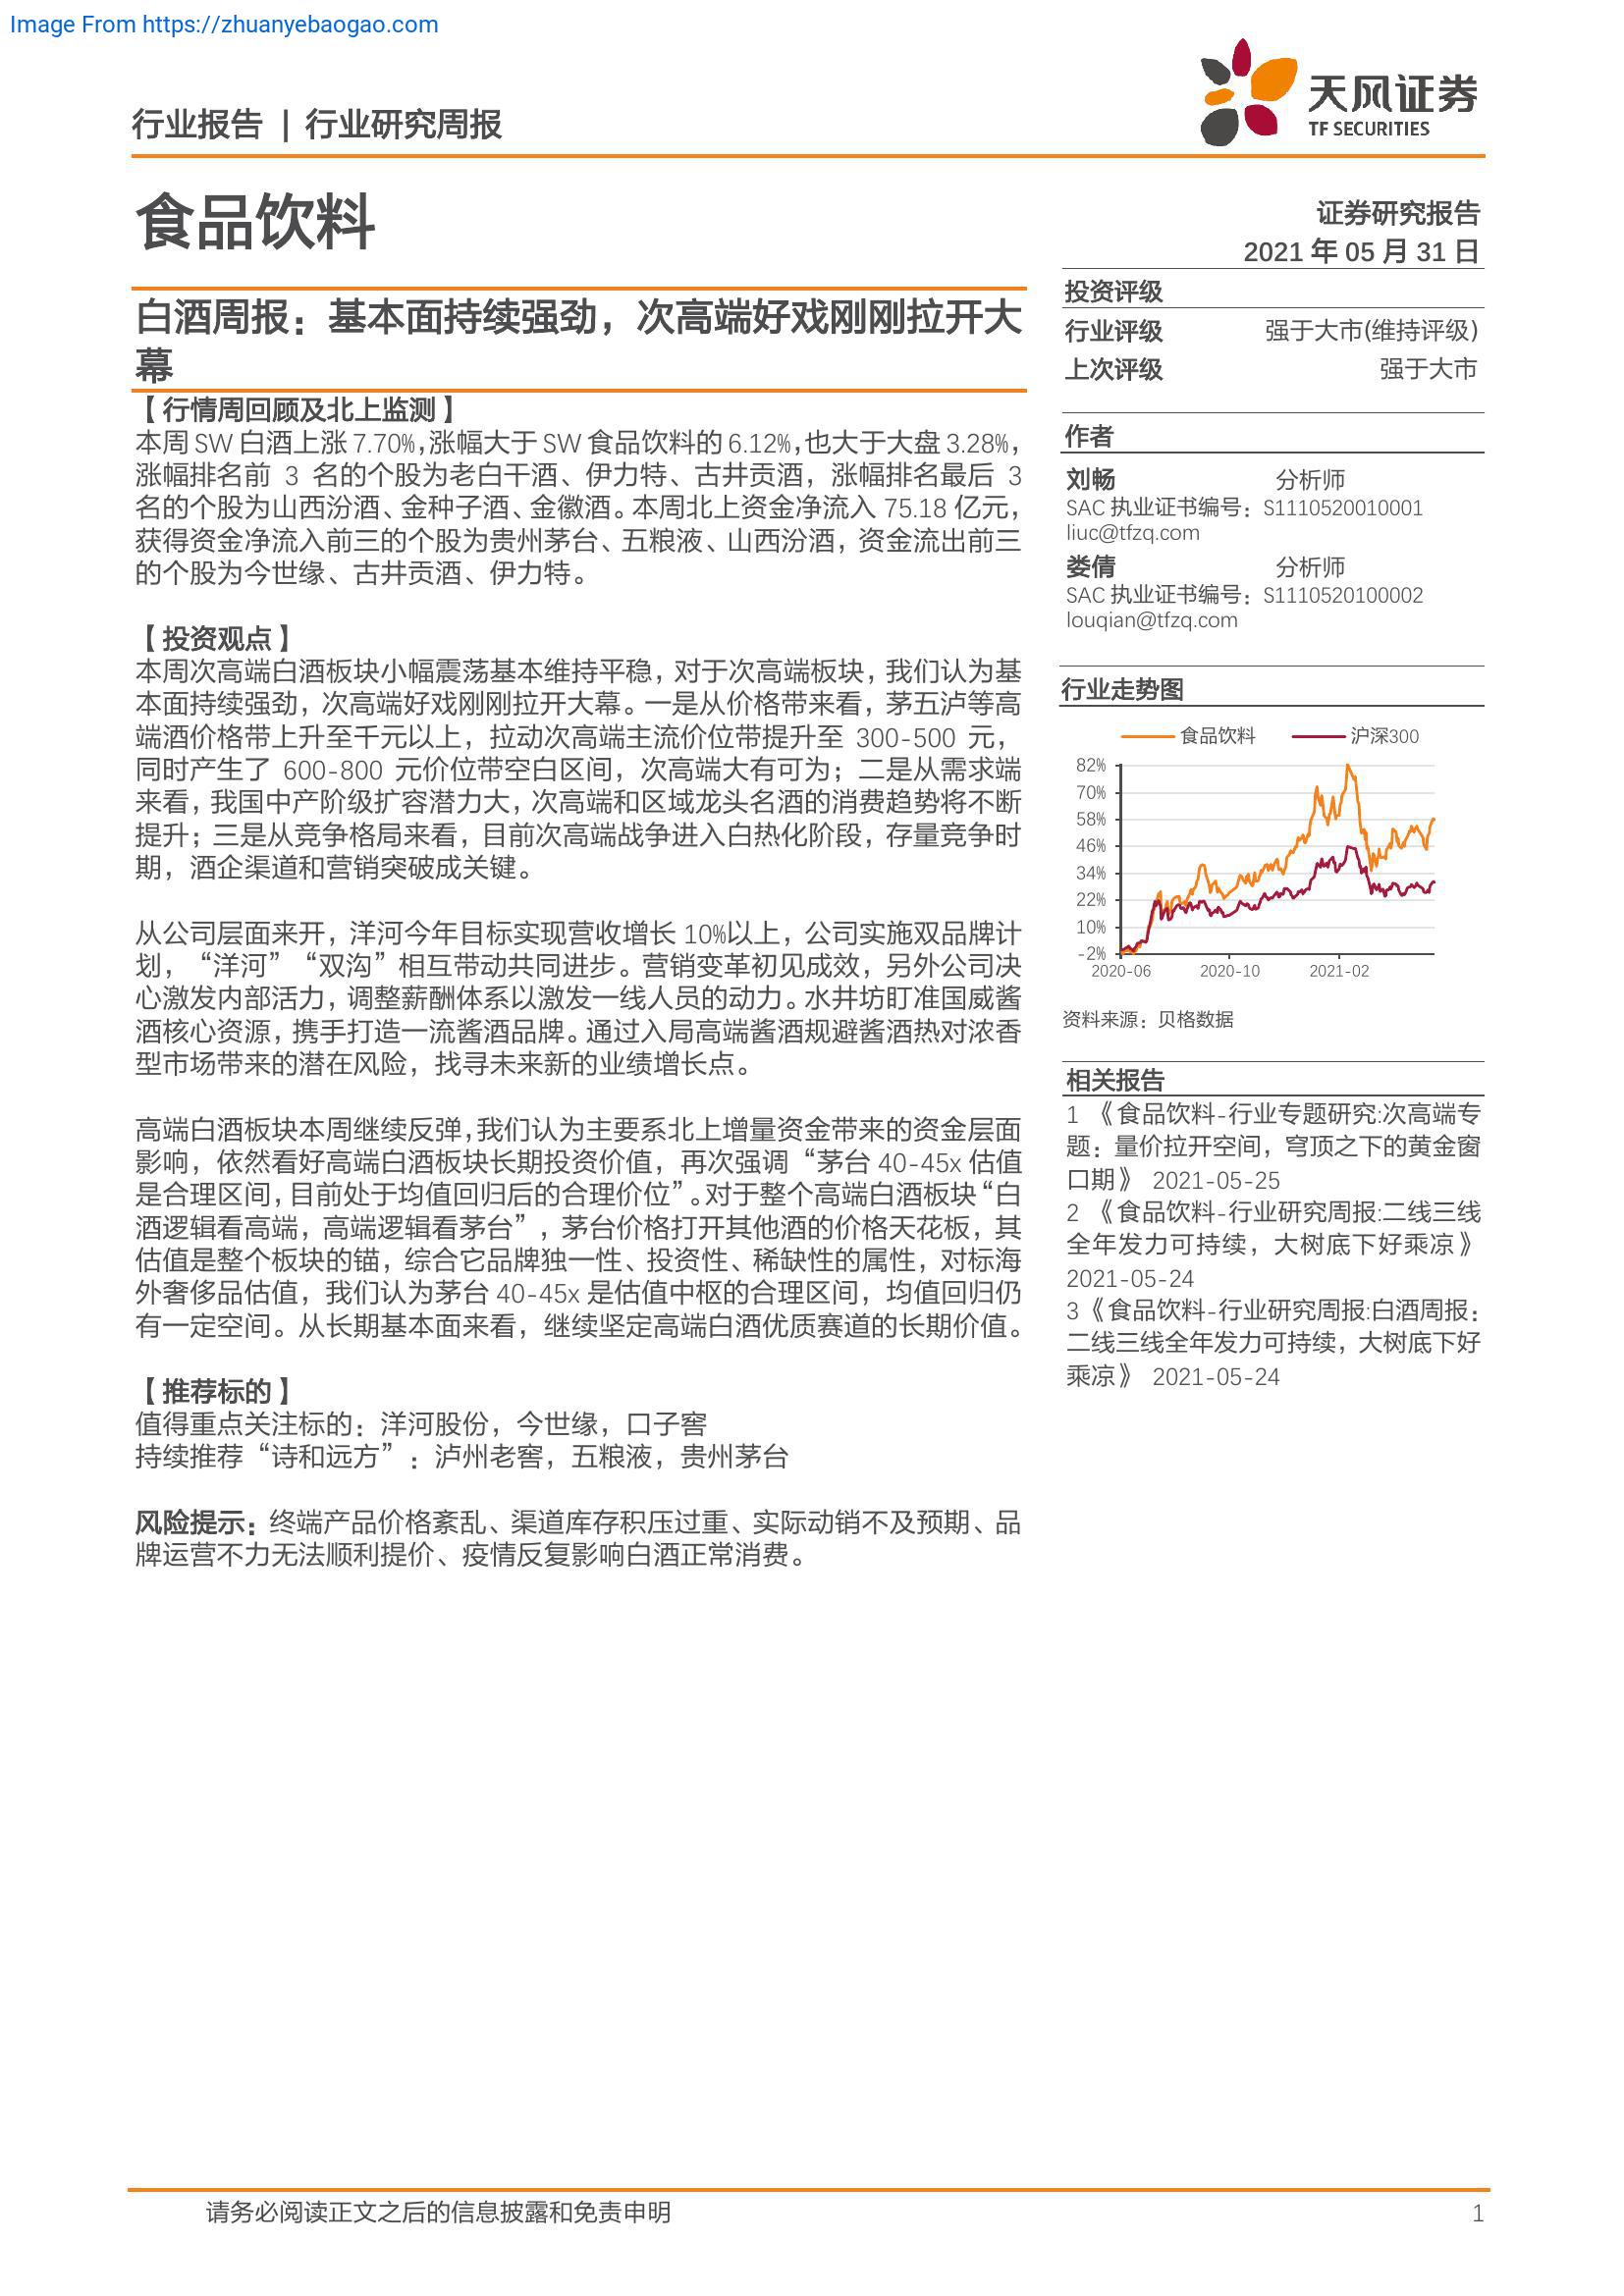 Image From https://zhuanyebaogao.com
行业报告 | 行业研究周报
天风证券
TF SECURITIES
食品饮料
证券研究报告
2021 年 05 月 31 日
白酒周报：基本面持续强劲，次高端好戏刚刚拉开大
幕
【行情周回顾及北上监测】
本周 SW 白酒上涨 7.70%，涨幅大于 SW 食品饮料的 6.12%，也大于大盘 3.28%，
涨幅排名前 3 名的个股为老白干酒、伊力特、古井贡酒，涨幅排名最后 3
名的个股为山西汾酒、金种子酒、金徽酒。本周北上资金净流入 75.18 亿元，
获得资金净流入前三的个股为贵州茅台、五粮液、山西汾酒，资金流出前三
的个股为今世缘、古井贡酒、伊力特。
【投资观点】
本周次高端白酒板块小幅震荡基本维持平稳，对于次高端板块，我们认为基
本面持续强劲，次高端好戏刚刚拉开大幕。一是从价格带来看，茅五泸等高
端酒价格带上升至千元以上，拉动次高端主流价位带提升至 300-500 元，
同时产生了 600-800 元价位带空白区间，次高端大有可为；二是从需求端
来看，我国中产阶级扩容潜力大，次高端和区域龙头名酒的消费趋势将不断
提升；三是从竞争格局来看，目前次高端战争进入白热化阶段，存量竞争时
期，酒企渠道和营销突破成关键。
从公司层面来开，洋河今年目标实现营收增长 10%以上，公司实施双品牌计
划，“洋河”“双沟”相互带动共同进步。营销变革初见成效，另外公司决
心激发内部活力，调整薪酬体系以激发一线人员的动力。水井坊盯准国威酱
酒核心资源，携手打造一流酱酒品牌。通过入局高端酱酒规避酱酒热对浓香
型市场带来的潜在风险，找寻未来新的业绩增长点。
高端白酒板块本周继续反弹，我们认为主要系北上增量资金带来的资金层面
影响，依然看好高端白酒板块长期投资价值，再次强调“茅台 40-45x 估值
是合理区间，目前处于均值回归后的合理价位”。对于整个高端白酒板块“白
酒逻辑看高端，高端逻辑看茅台”，茅台价格打开其他酒的价格天花板，其
估值是整个板块的锚，综合它品牌独一性、投资性、稀缺性的属性，对标海
外奢侈品估值，我们认为茅台 40-45x 是估值中枢的合理区间，均值回归仍
有一定空间。从长期基本面来看，继续坚定高端白酒优质赛道的长期价值。
【推荐标的】
值得重点关注标的：洋河股份，今世缘，口子窖
持续推荐“诗和远方”：泸州老窖，五粮液，贵州茅台
风险提示：终端产品价格紊乱、渠道库存积压过重、实际动销不及预期、品
牌运营不力无法顺利提价、疫情反复影响白酒正常消费。
投资评级
行业评级 强于大市(维持评级)
上次评级 强于大市
作者
刘畅 分析师
SAC 执业证书编号：S1110520010001
liuc@tfzq.com
娄倩 分析师
SAC 执业证书编号：S1110520100002
louqian@tfzq.com
行业走势图
食品饮料 沪深300
82%
70%
58%
46%
34%
22%
10%
-2%
2020-06 2020-10 2021-02
资料来源：贝格数据
相关报告
1 《食品饮料-行业专题研究:次高端专
题：量价拉开空间，穹顶之下的黄金窗
口期》 2021-05-25
2 《食品饮料-行业研究周报:二线三线
全年发力可持续，大树底下好乘凉》
2021-05-24
3《食品饮料-行业研究周报:白酒周报：
二线三线全年发力可持续，大树底下好
乘凉》 2021-05-24
请务必阅读正文之后的信息披露和免责申明 1